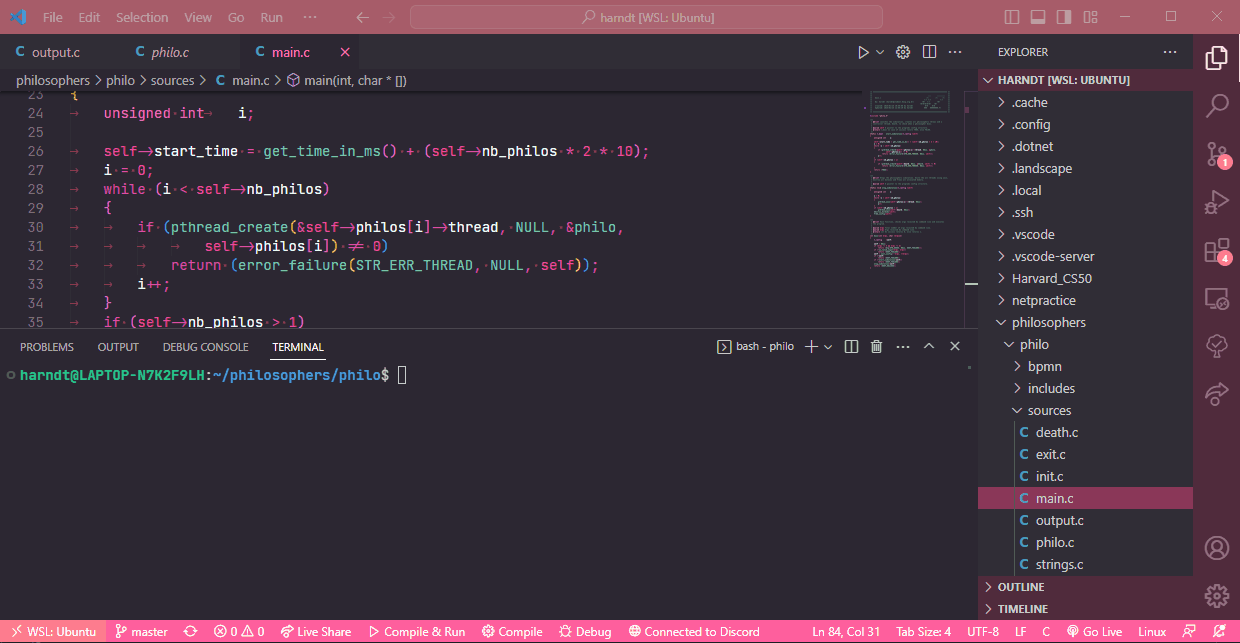 File Edit Selection View Go Run ··· harndt [WSL: Ubuntu]
C output.c C philo.c C main.c
philosophers > philo > sources > C main.c > main(int, char * [])
23 {
24 unsigned int i;
25
26 self->start_time = get_time_in_ms() + (self->nb_philos * 2 * 10);
27 i = 0;
28 while (i < self->nb_philos)
29 {
30 if (pthread_create(&self->philos[i]->thread, NULL, &philo,
31 self->philos[i]) != 0)
32 return (error_failure(STR_ERR_THREAD, NULL, self));
33 i++;
34 }
35 if (self->nb_philos > 1)
PROBLEMS OUTPUT DEBUG CONSOLE TERMINAL bash - philo
harndt@LAPTOP-N7K2F9LH:~/philosophers/philo$
EXPLORER
HARNDT [WSL: UBUNTU]
.cache
.config
.dotnet
.landscape
.local
.ssh
.vscode
.vscode-server
Harvard_CS50
netpractice
philosophers
philo
bpmn
includes
sources
C death.c
C exit.c
C init.c
C main.c
C output.c
C philo.c
C strings.c
OUTLINE
TIMELINE
1
4
WSL: Ubuntu master 0 0 Live Share Compile & Run Compile Debug Connected to Discord Ln 84, Col 31 Tab Size: 4 UTF-8 LF C Go Live Linux